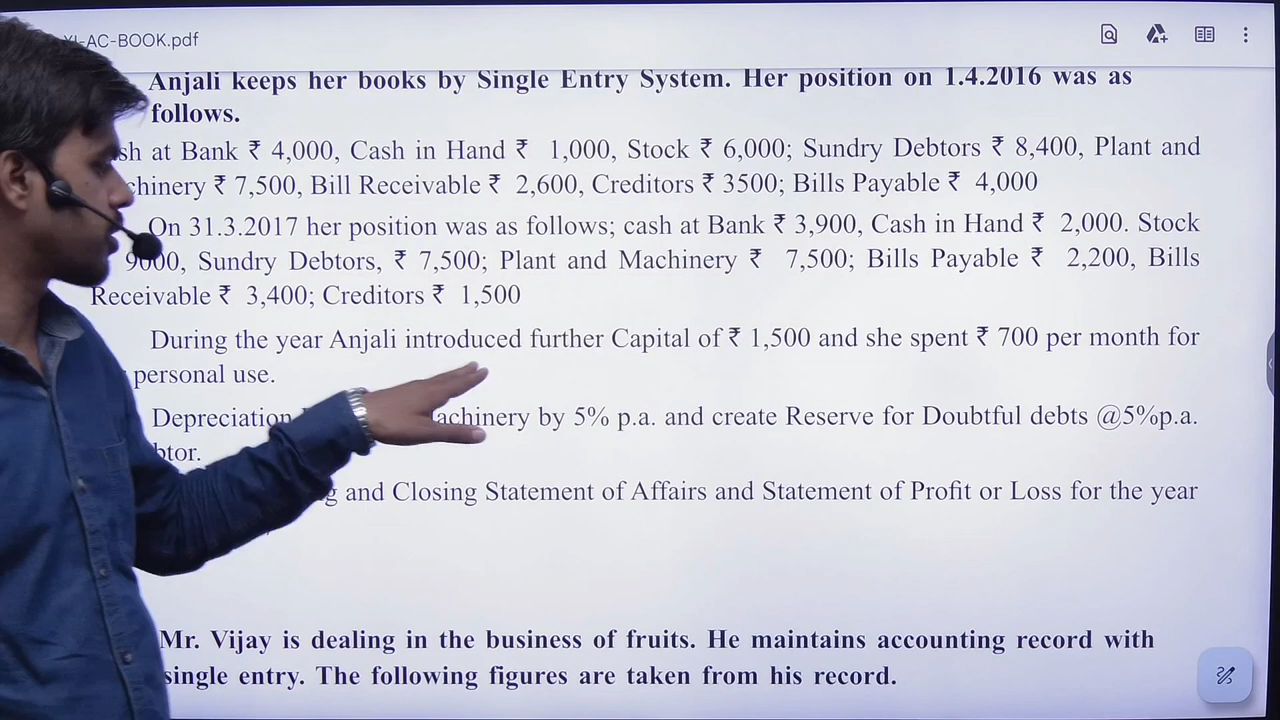 -AC-BOOK.pdf
Anjali keeps her books by Single Entry System. Her position on 1.4.2016 was as
follows.
sh at Bank ₹ 4,000, Cash in Hand ₹ 1,000, Stock ₹ 6,000; Sundry Debtors ₹ 8,400, Plant and
chinery ₹ 7,500, Bill Receivable ₹ 2,600, Creditors ₹ 3500; Bills Payable ₹ 4,000
On 31.3.2017 her position was as follows; cash at Bank ₹ 3,900, Cash in Hand ₹ 2,000. Stock
9000, Sundry Debtors, ₹ 7,500; Plant and Machinery ₹ 7,500; Bills Payable ₹ 2,200, Bills
Receivable ₹ 3,400; Creditors ₹ 1,500
During the year Anjali introduced further Capital of ₹ 1,500 and she spent ₹ 700 per month for
personal use.
Depreciation achinery by 5% p.a. and create Reserve for Doubtful debts @5%p.a.
btor.
g and Closing Statement of Affairs and Statement of Profit or Loss for the year
Mr. Vijay is dealing in the business of fruits. He maintains accounting record with
single entry. The following figures are taken from his record.